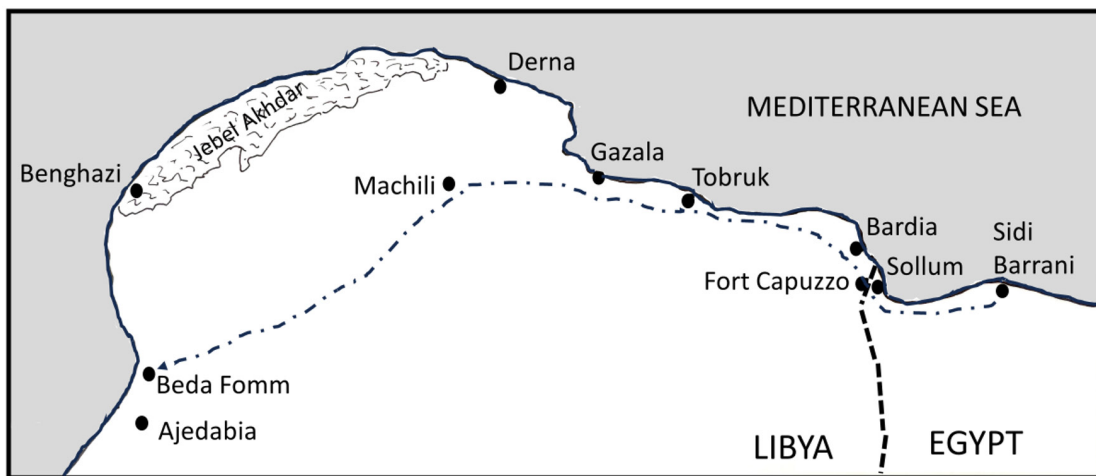 Derna
MEDITERRANEAN SEA
Jebel Akhdar
Benghazi
Machili
Gazala
Tobruk
Bardia
Sidi
Barrani
Sollum
Fort Capuzzo
Beda Fomm
Ajedabia
LIBYA
EGYPT